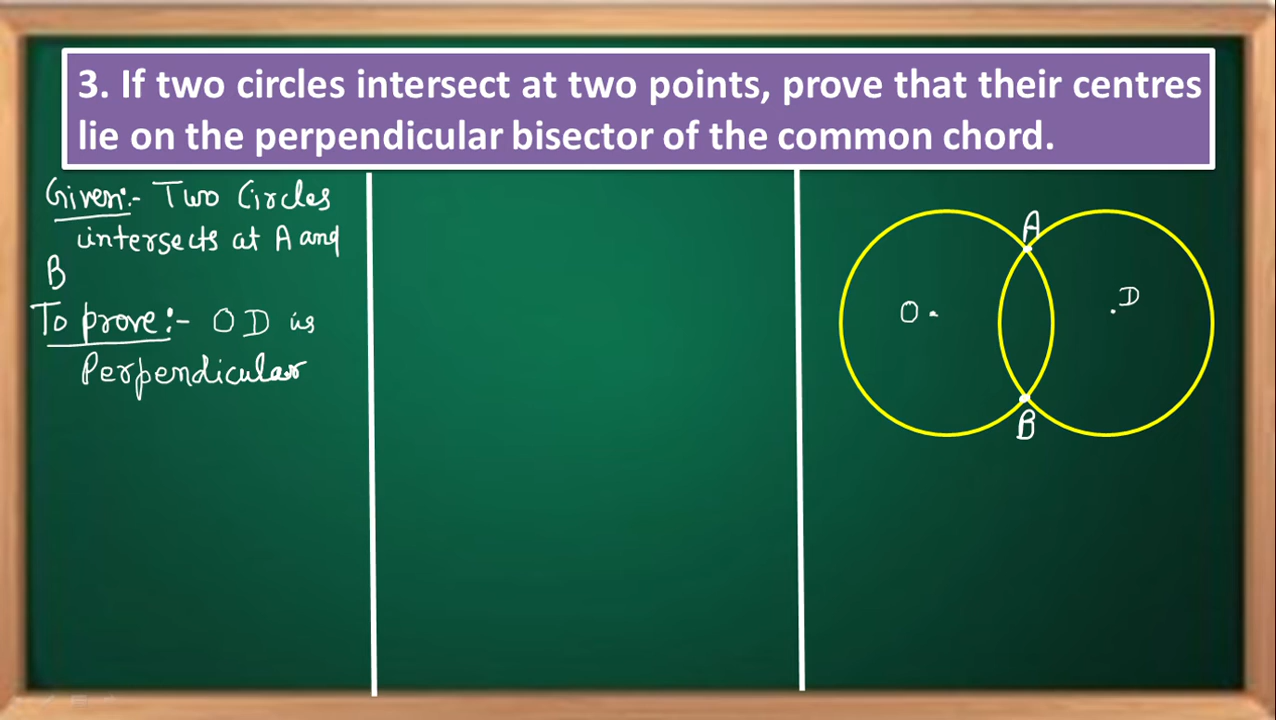 3. If two circles intersect at two points, prove that their centres
lie on the perpendicular bisector of the common chord.
Given:- Two Circles
intersects at A and
B
To prove:- OD is
Perpendicular
A
O
D
B